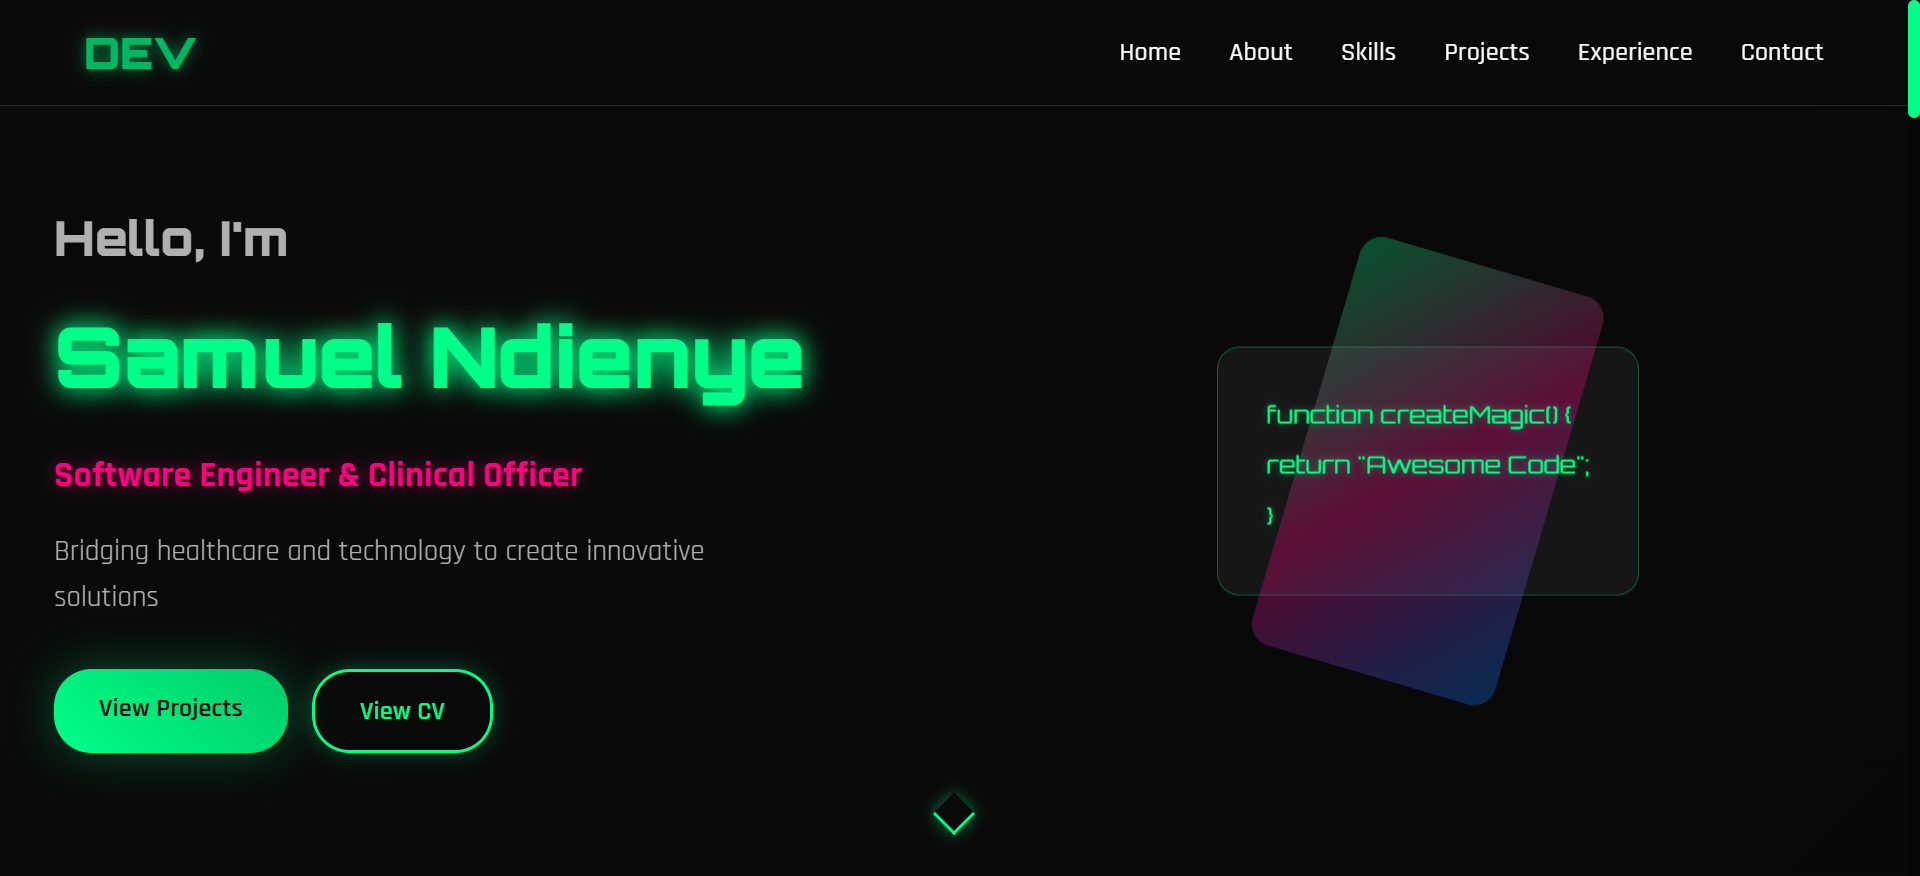 DEV
Home
About
Skills
Projects
Experience
Contact
Hello, I'm
Samuel Ndienye
Software Engineer & Clinical Officer
Bridging healthcare and technology to create innovative
solutions
View Projects
View CV
function createMagic() {
return "Awesome Code";
}